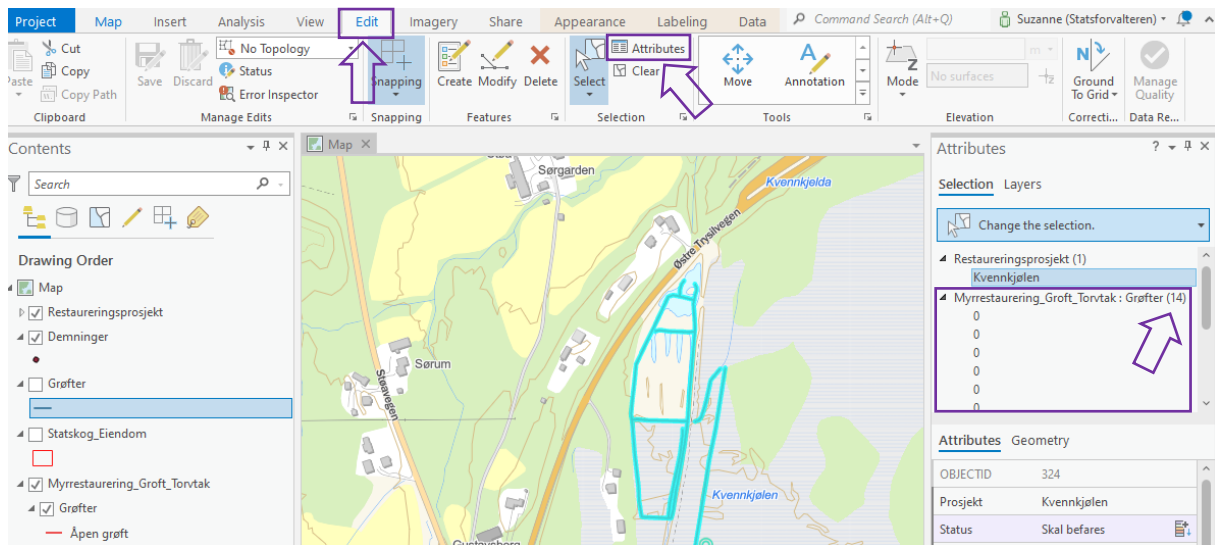 Project Map Insert Analysis View Edit Imagery Share Appearance Labeling Data Command Search (Alt+Q) Suzanne (Statsforvalteren)
Cut
Copy
Copy Path
Paste
Clipboard
Save Discard
No Topology
Status
Error Inspector
Manage Edits
Snapping
Snapping
Create Modify Delete
Features
Select
Attributes
Clear
Selection
Move Annotation
Tools
Mode
No surfaces
m
Elevation
Ground To Grid
Correcti...
Manage Quality
Data Re...
Contents
Search
Drawing Order
Map
Restaureringsprosjekt
Demninger
Grøfter
Statskog_Eiendom
Myrrestaurering_Groft_Torvtak
Grøfter
Åpen grøft
Map
Sørgarden
Kvennkjelda
Østre Trysilvegen
Sørum
Støavegen
Kvennkjølen
Gustavsberg
Attributes
Selection Layers
Change the selection.
Restaureringsprosjekt (1)
Kvennkjølen
Myrrestaurering_Groft_Torvtak : Grøfter (14)
0
0
0
0
0
0
Attributes Geometry
OBJECTID 324
Prosjekt Kvennkjølen
Status Skal befares